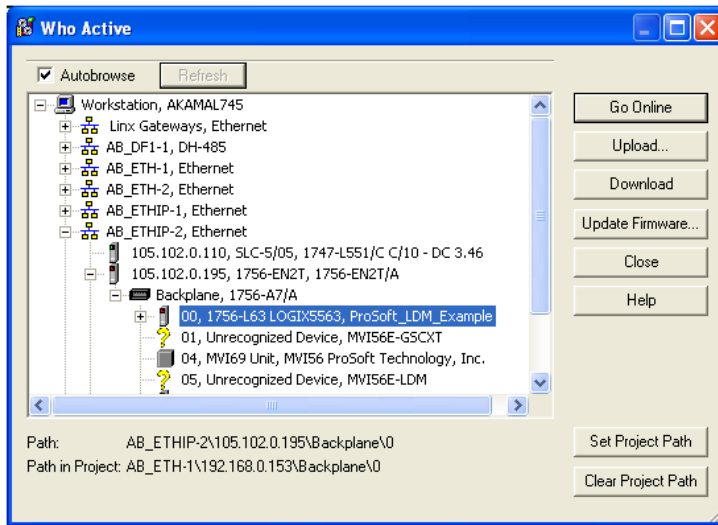 Who Active
Autobrowse
Refresh
Workstation, AKAMAL745
Linx Gateways, Ethernet
AB_DF1-1, DH-485
AB_ETH-1, Ethernet
AB_ETH-2, Ethernet
AB_ETHIP-1, Ethernet
AB_ETHIP-2, Ethernet
105.102.0.110, SLC-5/05, 1747-L551/C C/10 - DC 3.46
105.102.0.195, 1756-EN2T, 1756-EN2T/A
Backplane, 1756-A7/A
00, 1756-L63 LOGIX5563, ProSoft_LDM_Example
01, Unrecognized Device, MVI56E-GSCXT
04, MVI69 Unit, MVI56 ProSoft Technology, Inc.
05, Unrecognized Device, MVI56E-LDM
Go Online
Upload...
Download
Update Firmware...
Close
Help
Path: AB_ETHIP-2\105.102.0.195\Backplane\0
Path in Project: AB_ETH-1\192.168.0.153\Backplane\0
Set Project Path
Clear Project Path